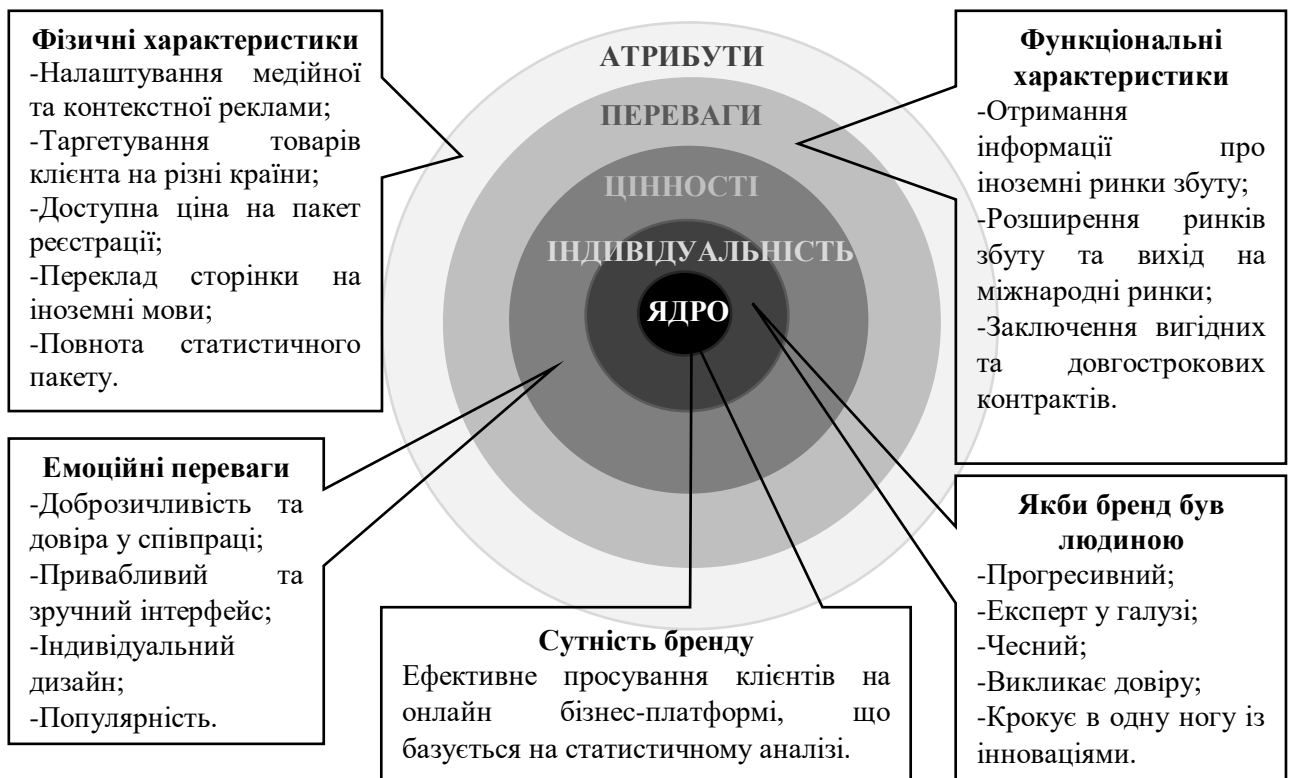 Фізичні характеристики
-Налаштування медійної
та контекстної реклами;
-Таргетування товарів
клієнта на різні країни;
-Доступна ціна на пакет
реєстрації;
-Переклад сторінки на
іноземні мови;
-Повнота статистичного
пакету.
АТРИБУТИ
ПЕРЕВАГИ
ЦІННОСТІ
ІНДИВІДУАЛЬНІСТЬ
ЯДРО
Функціональні
характеристики
-Отримання
інформації про
іноземні ринки збуту;
-Розширення ринків
збуту та вихід на
міжнародні ринки;
-Заключення вигідних
та довгострокових
контрактів.
Емоційні переваги
-Доброзичливість та
довіра у співпраці;
-Привабливий та
зручний інтерфейс;
-Індивідуальний
дизайн;
-Популярність.
Сутність бренду
Ефективне просування клієнтів на
онлайн бізнес-платформі, що
базується на статистичному аналізі.
Якби бренд був
людиною
-Прогресивний;
-Експерт у галузі;
-Чесний;
-Викликає довіру;
-Крокує в одну ногу із
інноваціями.